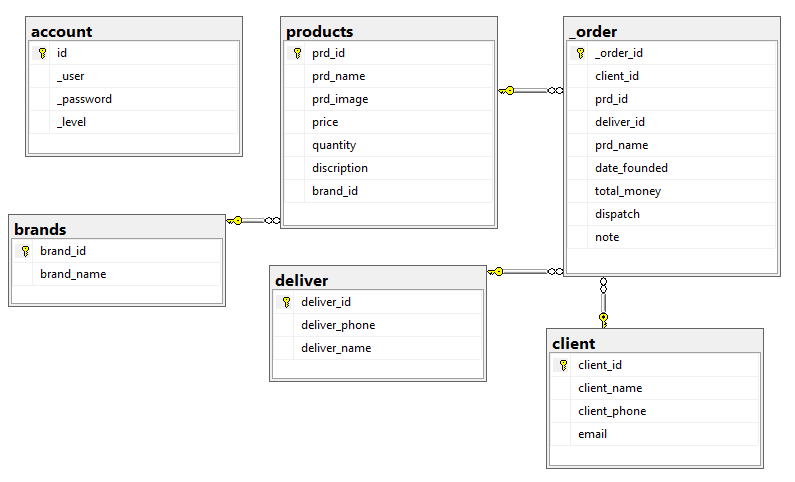 account
id
_user
_password
_level
products
prd_id
prd_name
prd_image
price
quantity
discription
brand_id
_order
_order_id
client_id
prd_id
deliver_id
prd_name
date_founded
total_money
dispatch
note
brands
brand_id
brand_name
deliver
deliver_id
deliver_phone
deliver_name
client
client_id
client_name
client_phone
email